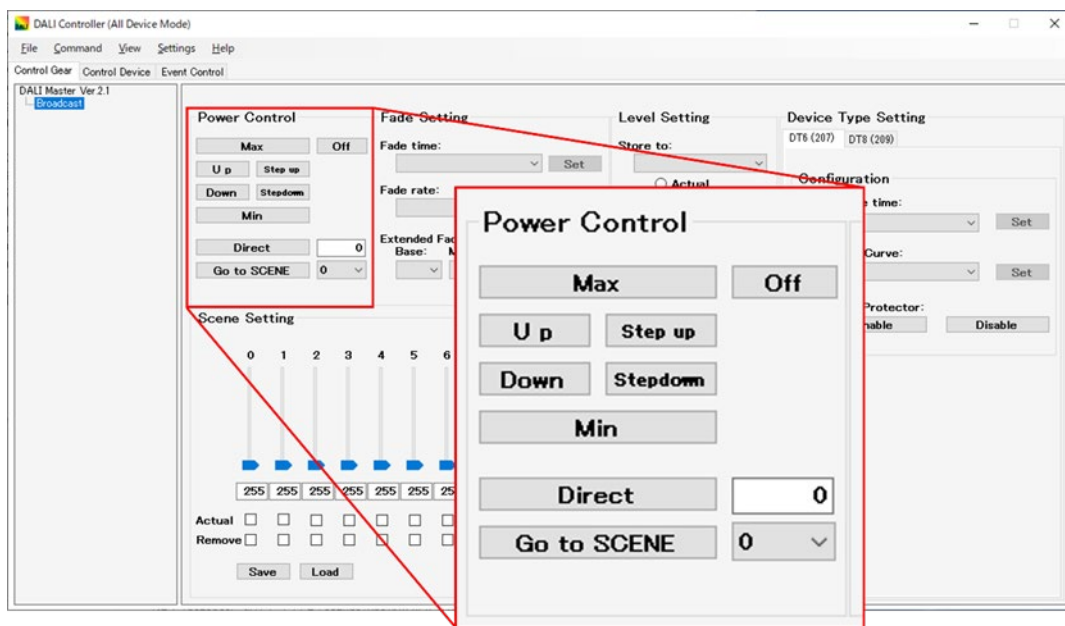 DALI Controller (All Device Mode)
File Command View Settings Help
Control Gear Control Device Event Control
DALI Master Ver.2.1
Broadcast
Power Control
Max Off
Up Step up
Down Stepdown
Min
Direct 0
Go to SCENE 0
Fade Setting
Fade time:
Set
Fade rate:
Extended
Base:
Level Setting
Store to:
Actual
Device Type Setting
DT6 (207) DT8 (209)
Configuration
time:
Set
Curve:
Set
Protector:
Disable
Scene Setting
0 1 2 3 4 5 6
255 255 255 255 255 255 25
Actual
Remove
Save Load
Power Control
Max Off
Up Step up
Down Stepdown
Min
Direct 0
Go to SCENE 0